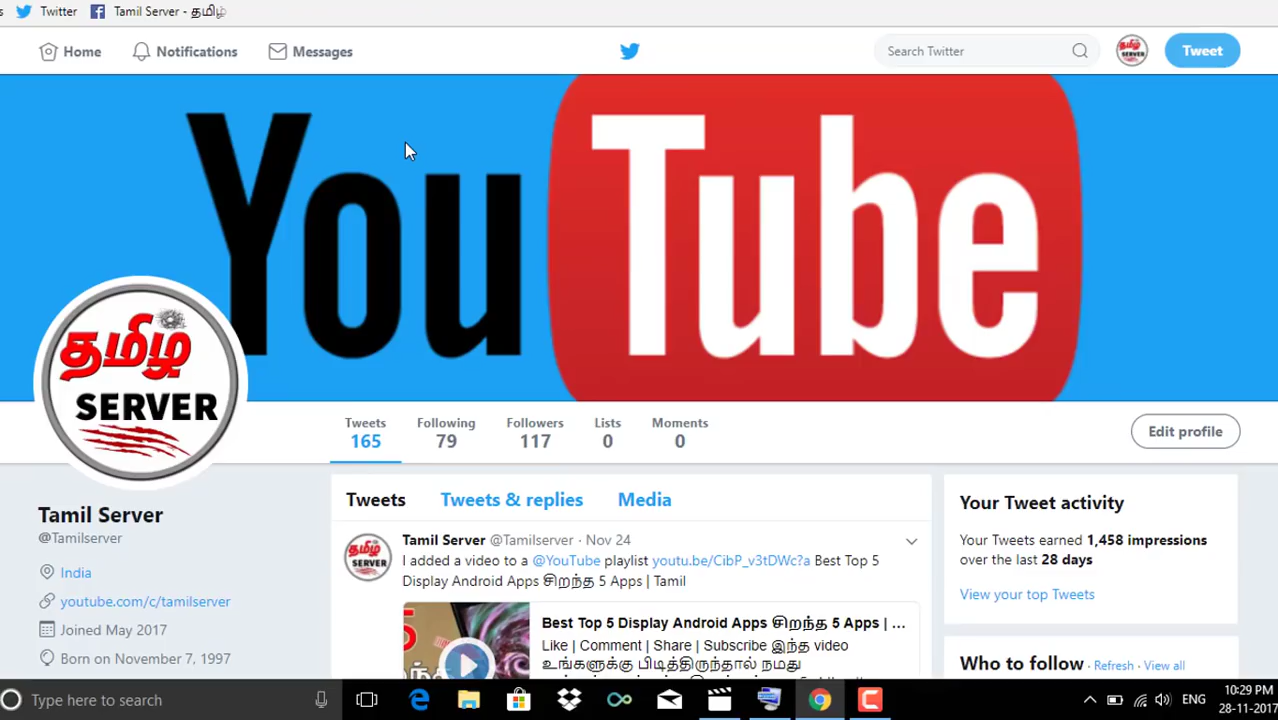 Twitter Tamil Server - தமிழ்
Home Notifications Messages Search Twitter Tweet
YouTube
தமிழ்
SERVER
Tweets Following Followers Lists Moments
165 79 117 0 0
Edit profile
Tamil Server
@Tamilserver
India
youtube.com/c/tamilserver
Joined May 2017
Born on November 7, 1997
Tweets Tweets & replies Media
Tamil Server @Tamilserver · Nov 24
I added a video to a @YouTube playlist youtu.be/CibP_v3tDWc?a Best Top 5
Display Android Apps சிறந்த 5 Apps | Tamil
Best Top 5 Display Android Apps சிறந்த 5 Apps | ...
Like | Comment | Share | Subscribe இந்த video
உங்களுக்கு பிடித்திருந்தால் நமது
Your Tweet activity
Your Tweets earned 1,458 impressions
over the last 28 days
View your top Tweets
Who to follow · Refresh · View all
Type here to search
ENG
10:29 PM
28-11-2017